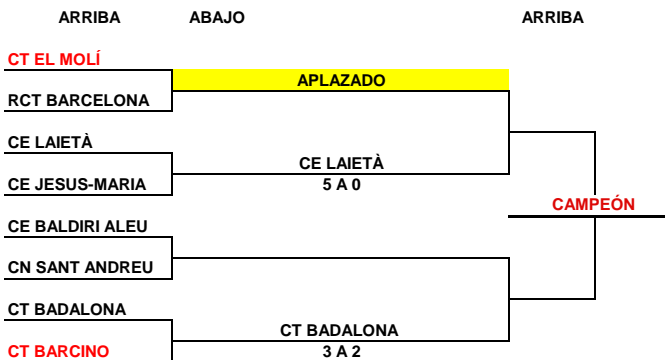 ARRIBA ABAJO ARRIBA
CT EL MOLÍ
APLAZADO
RCT BARCELONA
CE LAIETÀ
CE LAIETÀ
CE JESUS-MARIA 5 A 0
CAMPEÓN
CE BALDIRI ALEU
CN SANT ANDREU
CT BADALONA
CT BADALONA
CT BARCINO 3 A 2